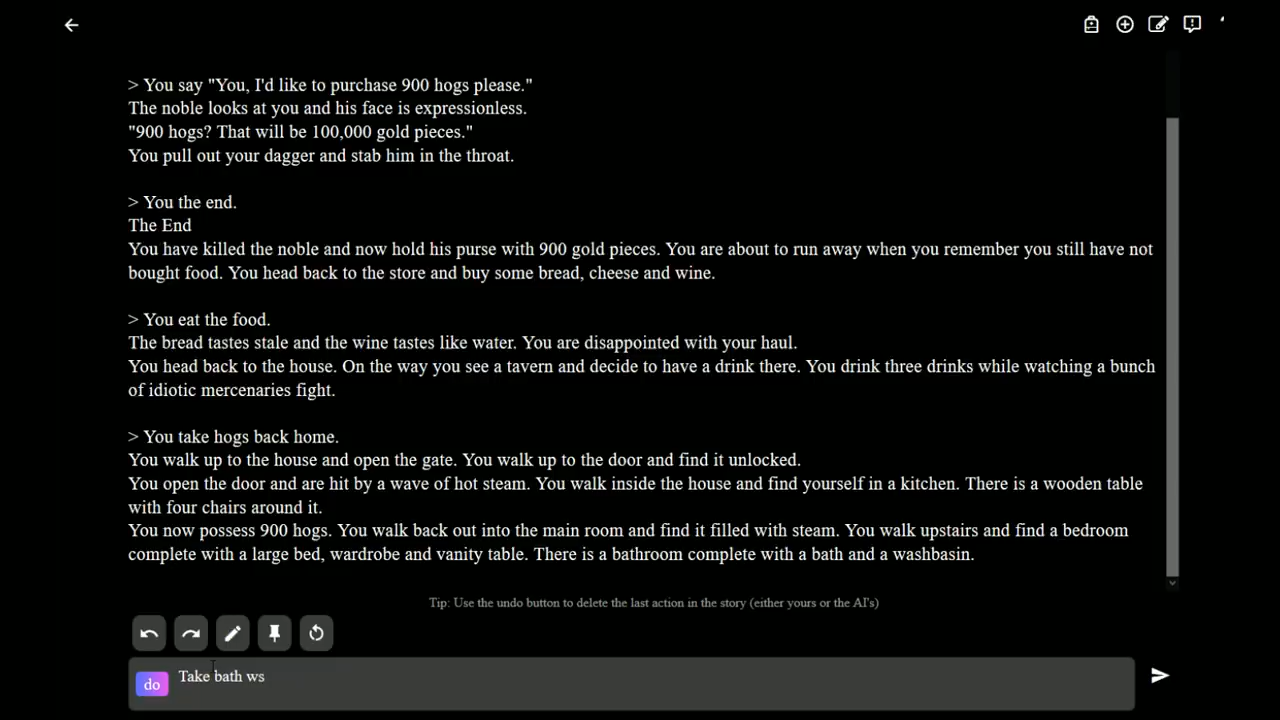 > You say "You, I'd like to purchase 900 hogs please."
The noble looks at you and his face is expressionless.
"900 hogs? That will be 100,000 gold pieces."
You pull out your dagger and stab him in the throat.
> You the end.
The End
You have killed the noble and now hold his purse with 900 gold pieces. You are about to run away when you remember you still have not
bought food. You head back to the store and buy some bread, cheese and wine.
> You eat the food.
The bread tastes stale and the wine tastes like water. You are disappointed with your haul.
You head back to the house. On the way you see a tavern and decide to have a drink there. You drink three drinks while watching a bunch
of idiotic mercenaries fight.
> You take hogs back home.
You walk up to the house and open the gate. You walk up to the door and find it unlocked.
You open the door and are hit by a wave of hot steam. You walk inside the house and find yourself in a kitchen. There is a wooden table
with four chairs around it.
You now possess 900 hogs. You walk back out into the main room and find it filled with steam. You walk upstairs and find a bedroom
complete with a large bed, wardrobe and vanity table. There is a bathroom complete with a bath and a washbasin.
Tip: Use the undo button to delete the last action in the story (either yours or the AI's)
do Take bath ws